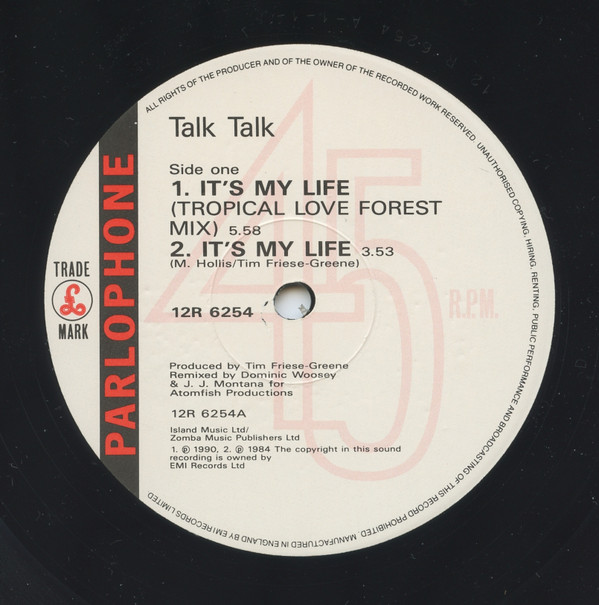 ALL RIGHTS OF THE PRODUCER AND OF THE OWNER OF THE RECORDED WORK RESERVED. UNAUTHORISED COPYING, HIRING, RENTING, PUBLIC PERFORMANCE AND BROADCASTING OF THIS RECORD PROHIBITED. MANUFACTURED IN ENGLAND BY EMI RECORDS LIMITED
PARLOPHONE
TRADE
£
MARK
Talk Talk
Side one
1. IT'S MY LIFE
(TROPICAL LOVE FOREST
MIX) 5.58
2. IT'S MY LIFE 3.53
(M. Hollis/Tim Friese-Greene)
12R 6254
45
R.P.M.
Produced by Tim Friese-Greene
Remixed by Dominic Woosey
& J. J. Montana for
Atomfish Productions
12R 6254A
Island Music Ltd/
Zomba Music Publishers Ltd
1. ℗ 1990, 2. ℗ 1984 The copyright in this sound
recording is owned by
EMI Records Ltd